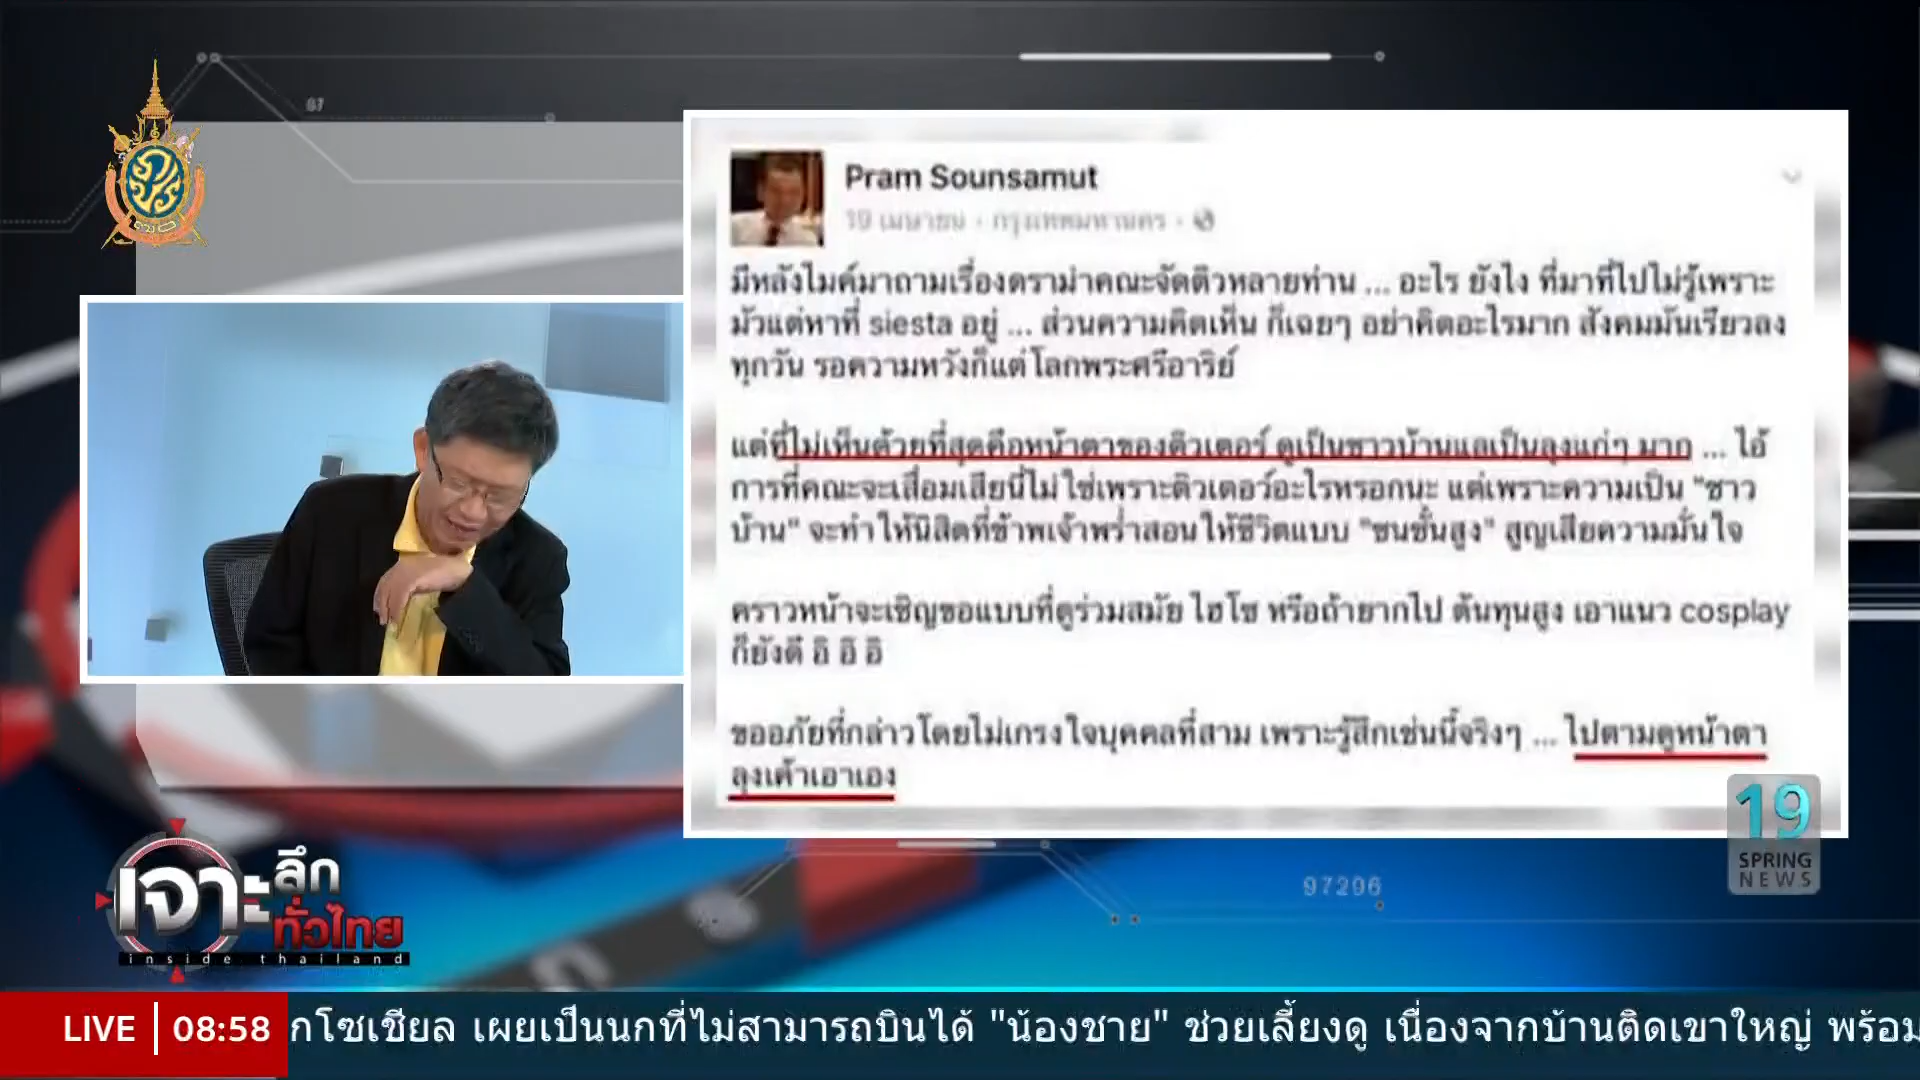 67
Pram Sounsamut
19 เมษายน · กรุงเทพมหานคร ·
มีหลังไมค์มาถามเรื่องดราม่าคณะจัดติวหลายท่าน ... อะไร ยังไง ที่มาที่ไปไม่รู้เพราะ
มัวแต่หาที่ siesta อยู่ ... ส่วนความคิดเห็น ก็เฉยๆ อย่าคิดอะไรมาก สังคมมันเรียวลง
ทุกวัน รอความหวังก็แต่โลกพระศรีอาริย์
แต่ที่ไม่เห็นด้วยที่สุดคือหน้าตาของติวเตอร์ ดูเป็นชาวบ้านแลเป็นลุงแก่ๆ มาก ... ไอ้
การที่คณะจะเสื่อมเสียนี่ไม่ใช่เพราะติวเตอร์อะไรหรอกนะ แต่เพราะความเป็น "ชาว
บ้าน" จะทำให้นิสิตที่ข้าพเจ้าพร่ำสอนให้ชีวิตแบบ "ชนชั้นสูง" สูญเสียความมั่นใจ
คราวหน้าจะเชิญขอแบบที่ดูร่วมสมัย ไฮโซ หรือถ้ายากไป ต้นทุนสูง เอาแนว cosplay
ก็ยังดี อิ อิ อิ
ขออภัยที่กล่าวโดยไม่เกรงใจบุคคลที่สาม เพราะรู้สึกเช่นนี้จริงๆ ... ไปตามดูหน้าตา
ลุงเค้าเอาเอง
19
SPRING
NEWS
97206
เจาะลึก
ทั่วไทย
inside thailand
LIVE 08:58 กโซเชียล เผยเป็นนกที่ไม่สามารถบินได้ "น้องชาย" ช่วยเลี้ยงดู เนื่องจากบ้านติดเขาใหญ่ พร้อม